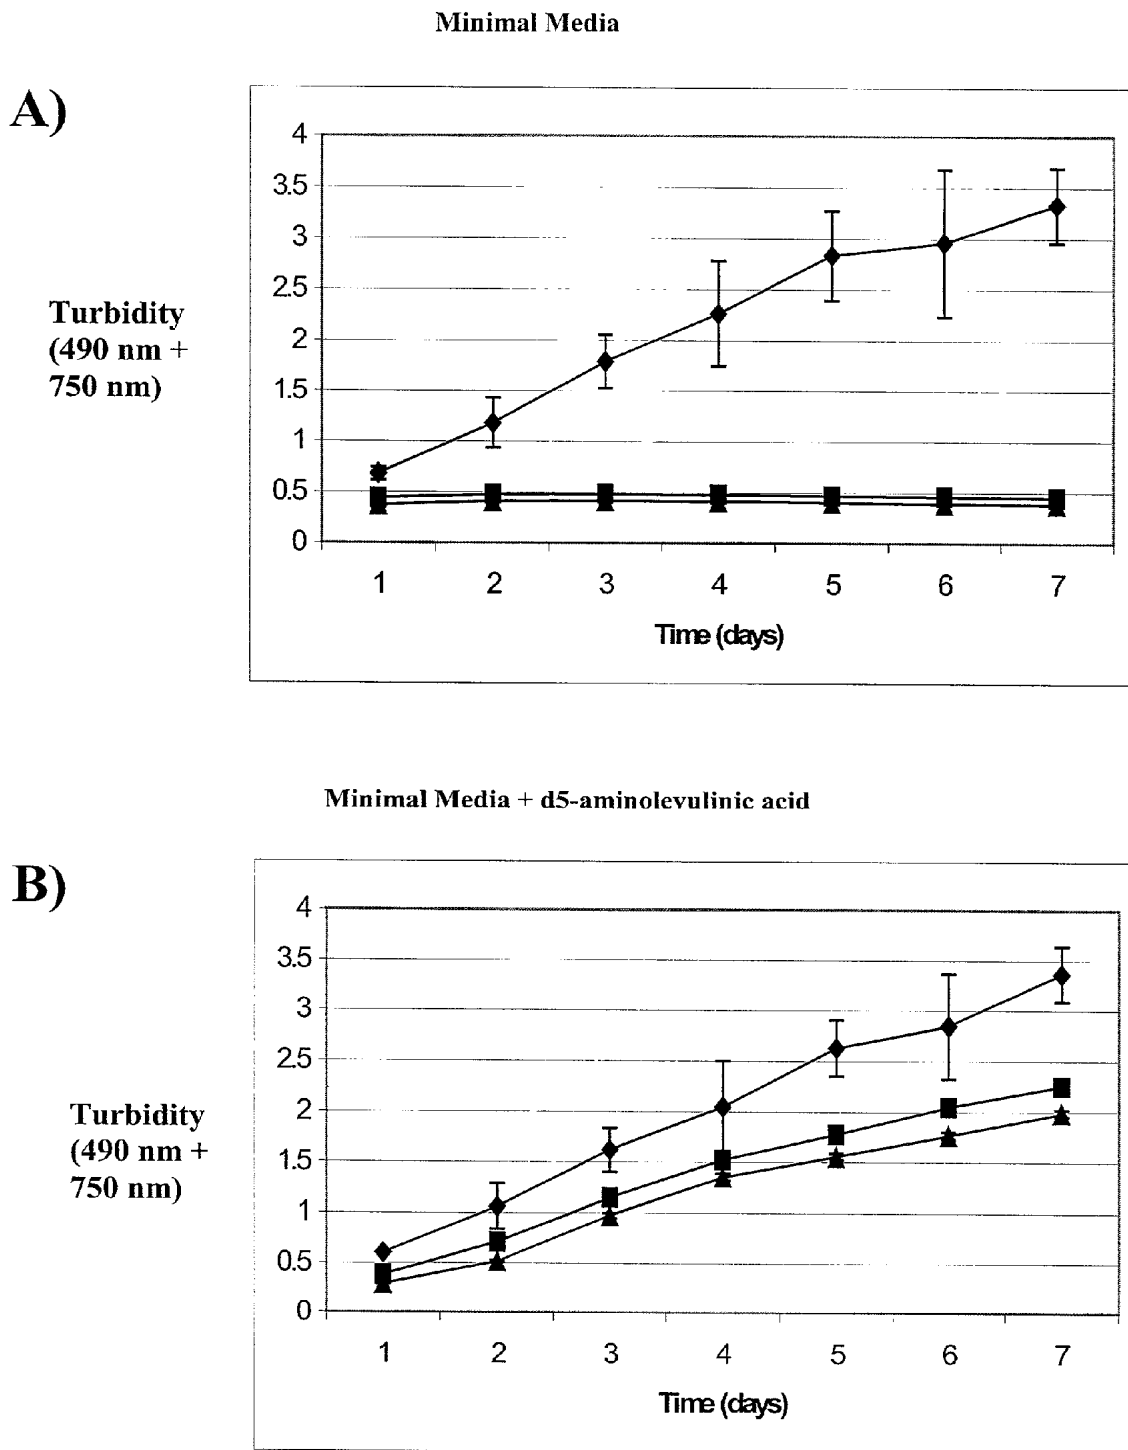 Minimal Media
A)
4
3.5
3
2.5
2
1.5
1
0.5
0
Turbidity
(490 nm +
750 nm)
1 2 3 4 5 6 7
Time (days)
Minimal Media + d5-aminolevulinic acid
B)
4
3.5
3
2.5
2
1.5
1
0.5
0
Turbidity
(490 nm +
750 nm)
1 2 3 4 5 6 7
Time (days)